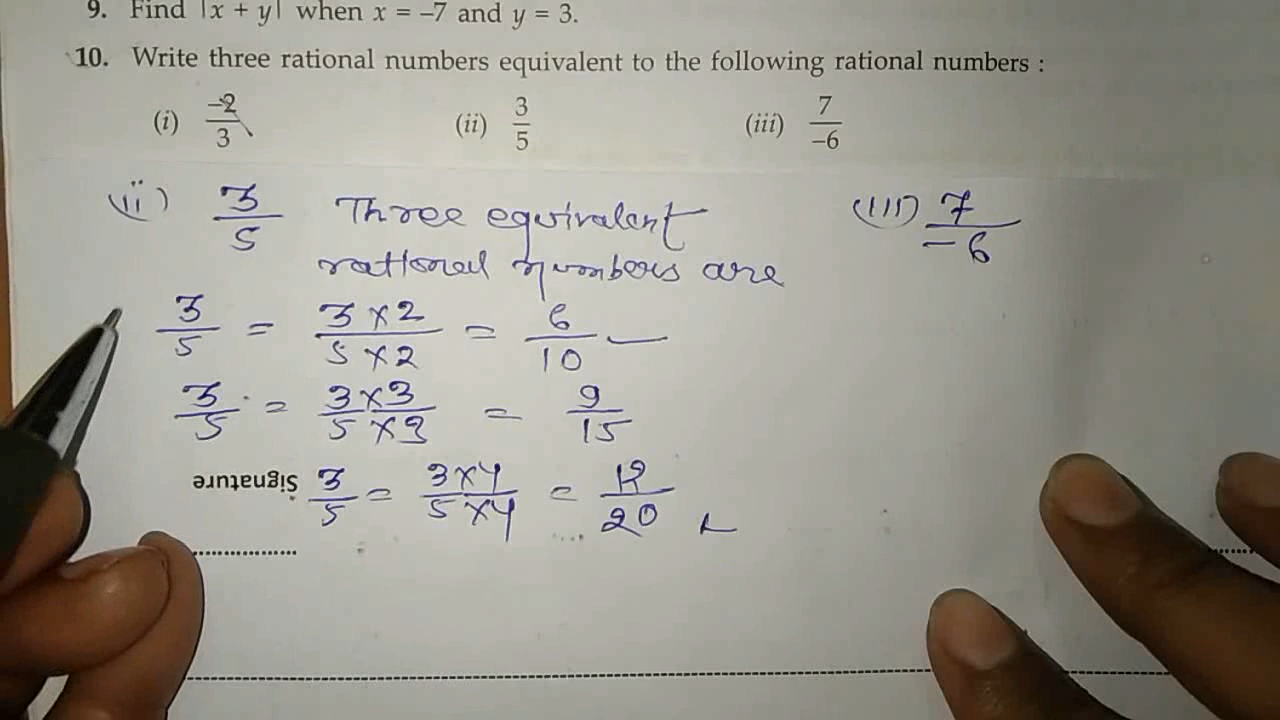 9. Find |x + y| when x = –7 and y = 3.
10. Write three rational numbers equivalent to the following rational numbers :
(i) –2/3 (ii) 3/5 (iii) 7/–6
(ii) 3/5 Three equivalent (III) 7/–6
rational numbers are
3/5 = 3×2/5×2 = 6/10
3/5 = 3×3/5×3 = 9/15
Signature 3/5 = 3×4/5×4 = 12/20